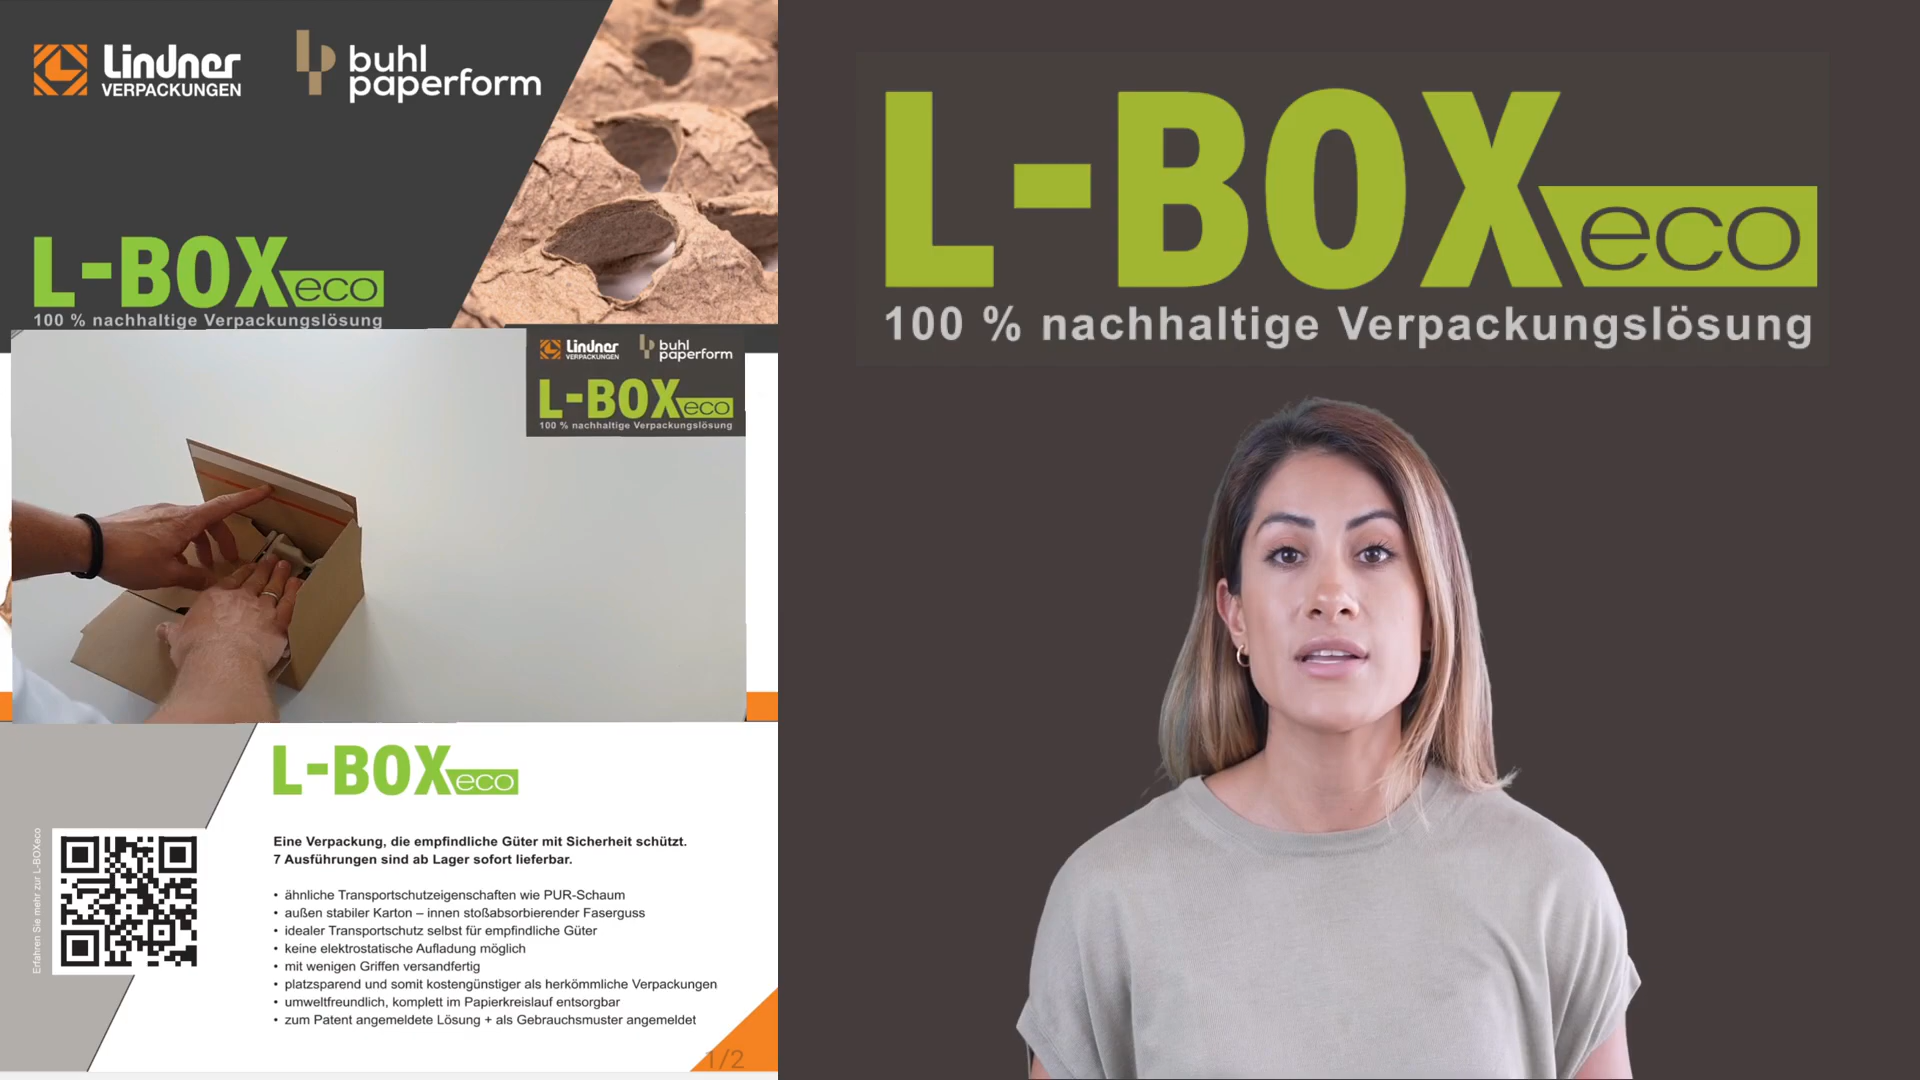 Lindner
VERPACKUNGEN
buhl
paperform
L-BOX eco
100 % nachhaltige Verpackungslösung
Lindner
VERPACKUNGEN
buhl
paperform
L-BOX eco
100 % nachhaltige Verpackungslösung
L-BOX eco
Erfahren Sie mehr zur L-BOXeco
Eine Verpackung, die empfindliche Güter mit Sicherheit schützt.
7 Ausführungen sind ab Lager sofort lieferbar.
• ähnliche Transportschutzeigenschaften wie PUR-Schaum
• außen stabiler Karton – innen stoßabsorbierender Faserguss
• idealer Transportschutz selbst für empfindliche Güter
• keine elektrostatische Aufladung möglich
• mit wenigen Griffen versandfertig
• platzsparend und somit kostengünstiger als herkömmliche Verpackungen
• umweltfreundlich, komplett im Papierkreislauf entsorgbar
• zum Patent angemeldete Lösung + als Gebrauchsmuster angemeldet
1/2
L-BOX eco
100 % nachhaltige Verpackungslösung